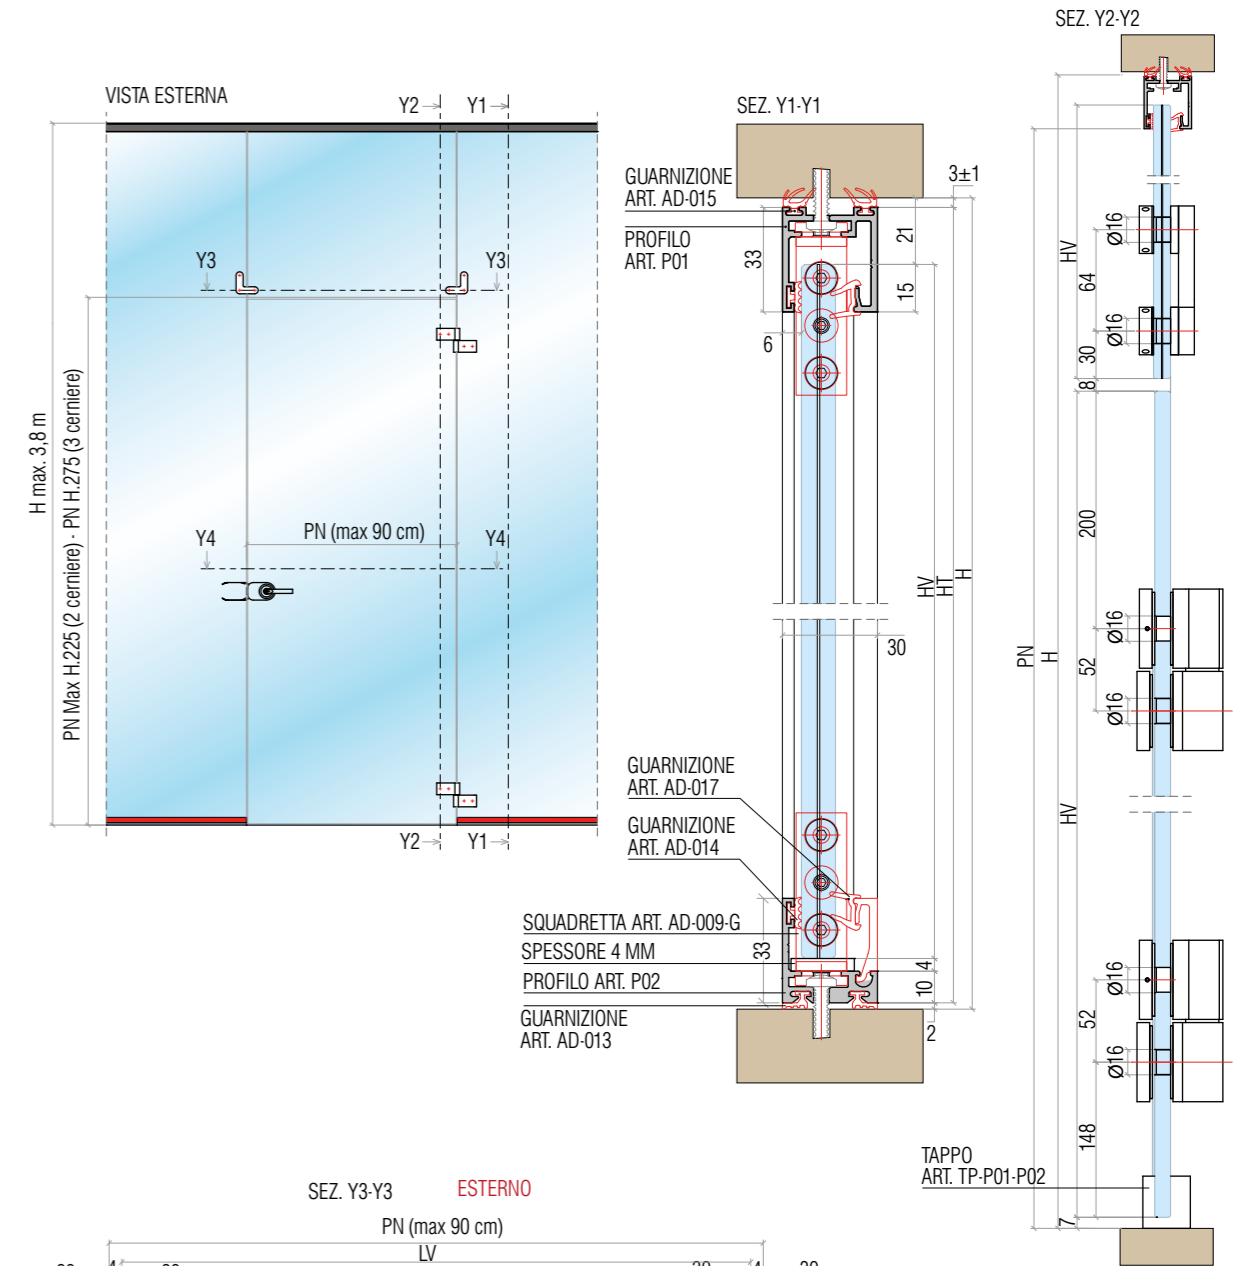 SEZ. Y2-Y2
VISTA ESTERNA
Y2
Y1
SEZ. Y1-Y1
GUARNIZIONE
ART. AD-015
PROFILO
ART. P01
3±1
21
33
15
6
Y3
Y3
H max. 3,8 m
PN Max H.225 (2 cerniere) - PN H.275 (3 cerniere)
PN (max 90 cm)
Y4
Y4
Y2
Y1
HV
HT
H
30
GUARNIZIONE
ART. AD-017
GUARNIZIONE
ART. AD-014
SQUADRETTA ART. AD-009-G
SPESSORE 4 MM
PROFILO ART. P02
GUARNIZIONE
ART. AD-013
33
4
10
2
HV
Ø16
64
Ø16
30
8
200
PN
H
Ø16
52
Ø16
HV
Ø16
52
Ø16
148
TAPPO
ART. TP-P01-P02
7
SEZ. Y3-Y3
ESTERNO
PN (max 90 cm)
LV